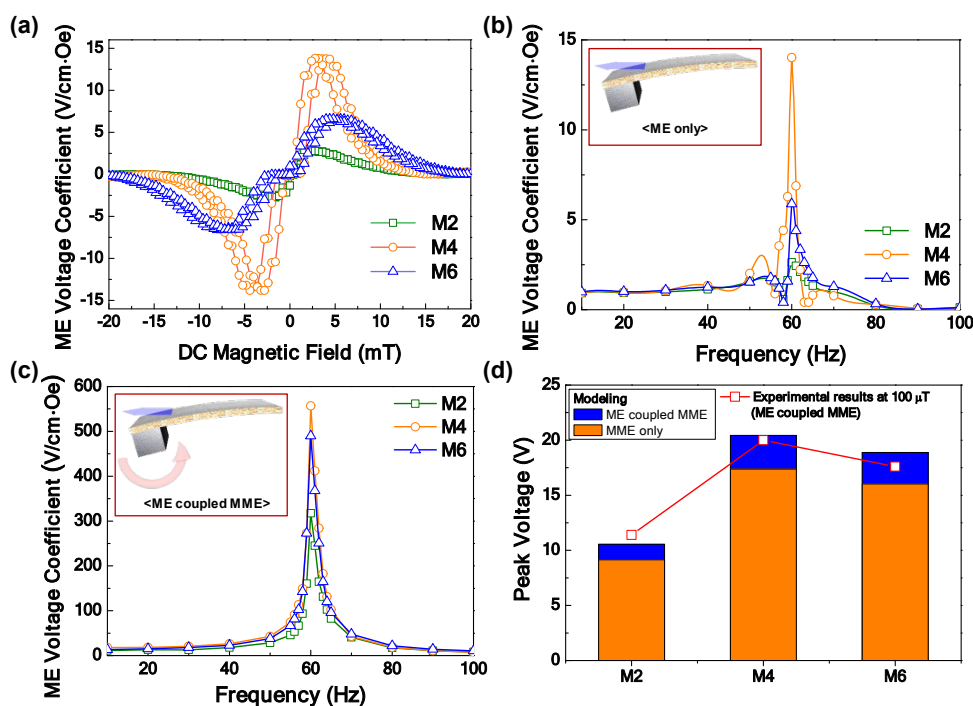 (a)
ME Voltage Coefficient (V/cm·Oe)
15
10
5
0
-5
-10
-15
-20 -15 -10 -5 0 5 10 15 20
DC Magnetic Field (mT)
M2
M4
M6
(b)
ME Voltage Coefficient (V/cm·Oe)
15
10
5
0
20 40 60 80 100
Frequency (Hz)
<ME only>
M2
M4
M6
(c)
ME Voltage Coefficient (V/cm·Oe)
600
500
400
300
200
100
0
20 40 60 80 100
Frequency (Hz)
<ME coupled MME>
M2
M4
M6
(d)
Peak Voltage (V)
25
20
15
10
5
0
M2 M4 M6
Modeling
ME coupled MME
MME only
Experimental results at 100 μT
(ME coupled MME)